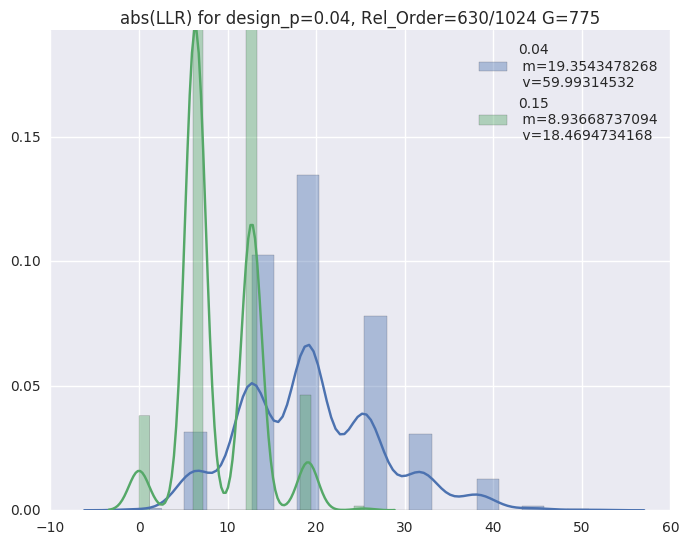 abs(LLR) for design_p=0.04, Rel_Order=630/1024 G=775
0.04
m=19.3543478268
v=59.99314532
0.15
m=8.93668737094
v=18.4694734168
0.15
0.10
0.05
0.00
−10
0
10
20
30
40
50
60